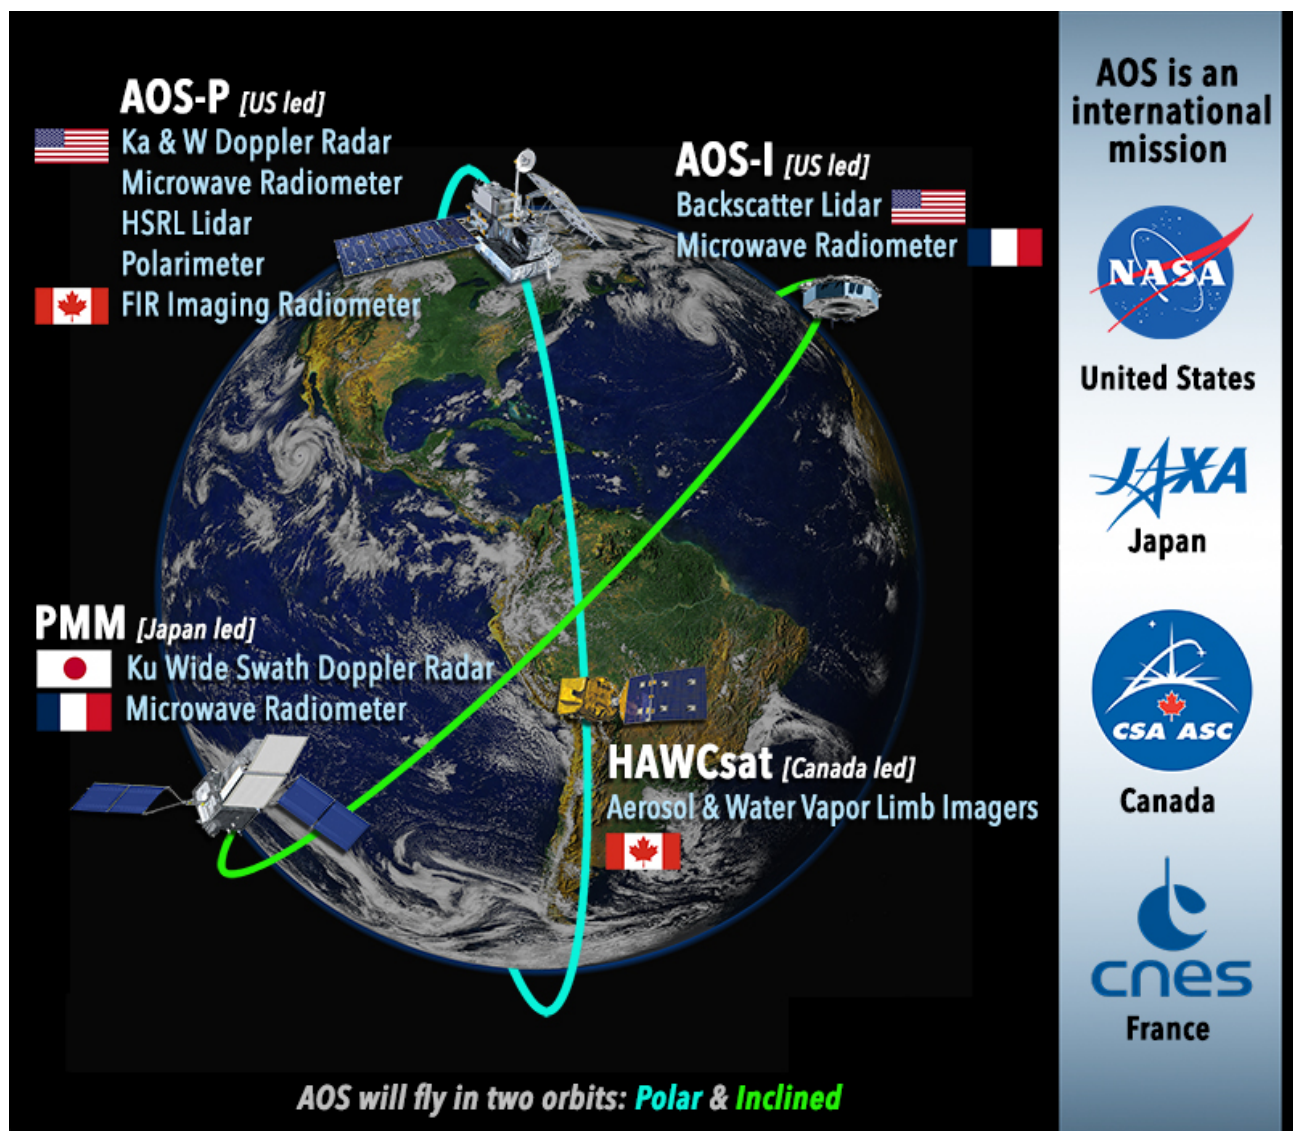 AOS-P [US led]
Ka & W Doppler Radar
Microwave Radiometer
HSRL Lidar
Polarimeter
FIR Imaging Radiometer
AOS-I [US led]
Backscatter Lidar
Microwave Radiometer
PMM [Japan led]
Ku Wide Swath Doppler Radar
Microwave Radiometer
HAWCsat [Canada led]
Aerosol & Water Vapor Limb Imagers
AOS will fly in two orbits: Polar & Inclined
AOS is an
international
mission
NASA
United States
JAXA
Japan
CSA ASC
Canada
cnes
France